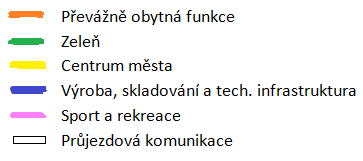 Převážně obytná funkce
Zeleň
Centrum města
Výroba, skladování a tech. infrastruktura
Sport a rekreace
Průjezdová komunikace